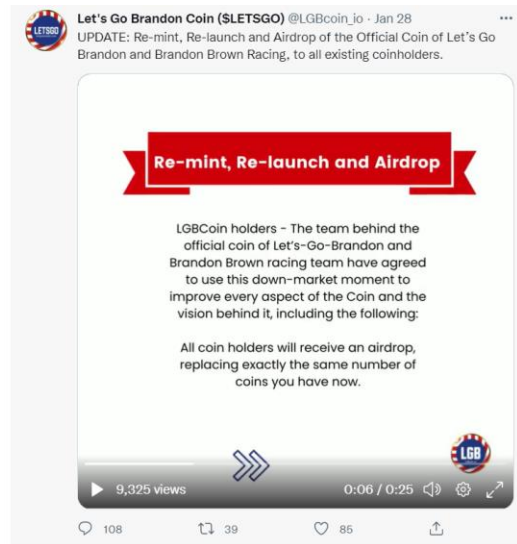 Let's Go Brandon Coin ($LETSGO) @LGBcoin_io · Jan 28
UPDATE: Re-mint, Re-launch and Airdrop of the Official Coin of Let's Go
Brandon and Brandon Brown Racing, to all existing coinholders.
LETSGO
Re-mint, Re-launch and Airdrop
LGBCoin holders - The team behind the
official coin of Let's-Go-Brandon and
Brandon Brown racing team have agreed
to use this down-market moment to
improve every aspect of the Coin and the
vision behind it, including the following:
All coin holders will receive an airdrop,
replacing exactly the same number of
coins you have now.
LGB
9,325 views
0:06 / 0:25
108
39
85